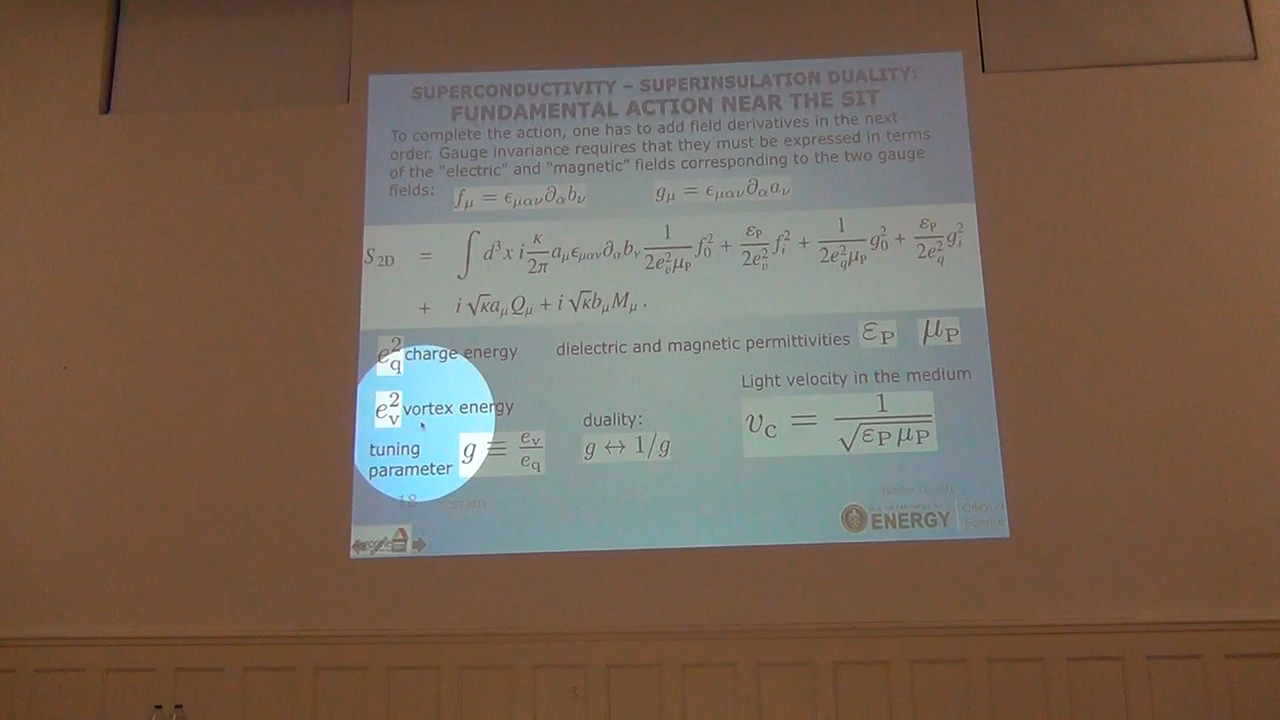 SUPERCONDUCTIVITY – SUPERINSULATION DUALITY:
FUNDAMENTAL ACTION NEAR THE SIT
To complete the action, one has to add field derivatives in the next
order. Gauge invariance requires that they must be expressed in terms
of the "electric" and "magnetic" fields corresponding to the two gauge
fields: f_μ = ϵ_μαν ∂_α b_ν g_μ = ϵ_μαν ∂_α a_ν
S_2D = ∫ d³x i κ/2π a_μ ϵ_μαν ∂_α b_ν 1/2e_v²μ_P f_0² + ε_P/2e_v² f_i² + 1/2e_q²μ_P g_0² + ε_P/2e_q² g_i²
+ i √κ a_μ Q_μ + i √κ b_μ M_μ .
e_q² charge energy dielectric and magnetic permittivities ε_P μ_P
Light velocity in the medium
e_v² vortex energy
duality:
v_C = 1/√ε_P μ_P
tuning
parameter g ≡ e_v/e_q g ↔ 1/g
18
ENERGY
Office of
Science